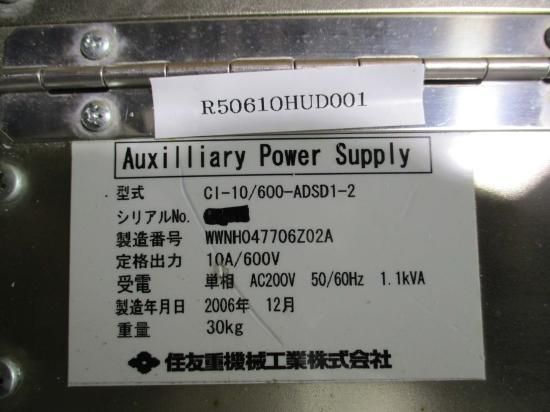 R50610HUD001
Auxilliary Power Supply
型式 CI-10/600-ADSD1-2
シリアルNo.
製造番号 WWNH047706Z02A
定格出力 10A/600V
受電 単相 AC200V 50/60Hz 1.1kVA
製造年月日 2006年 12月
重量 30kg
住友重機械工業株式会社